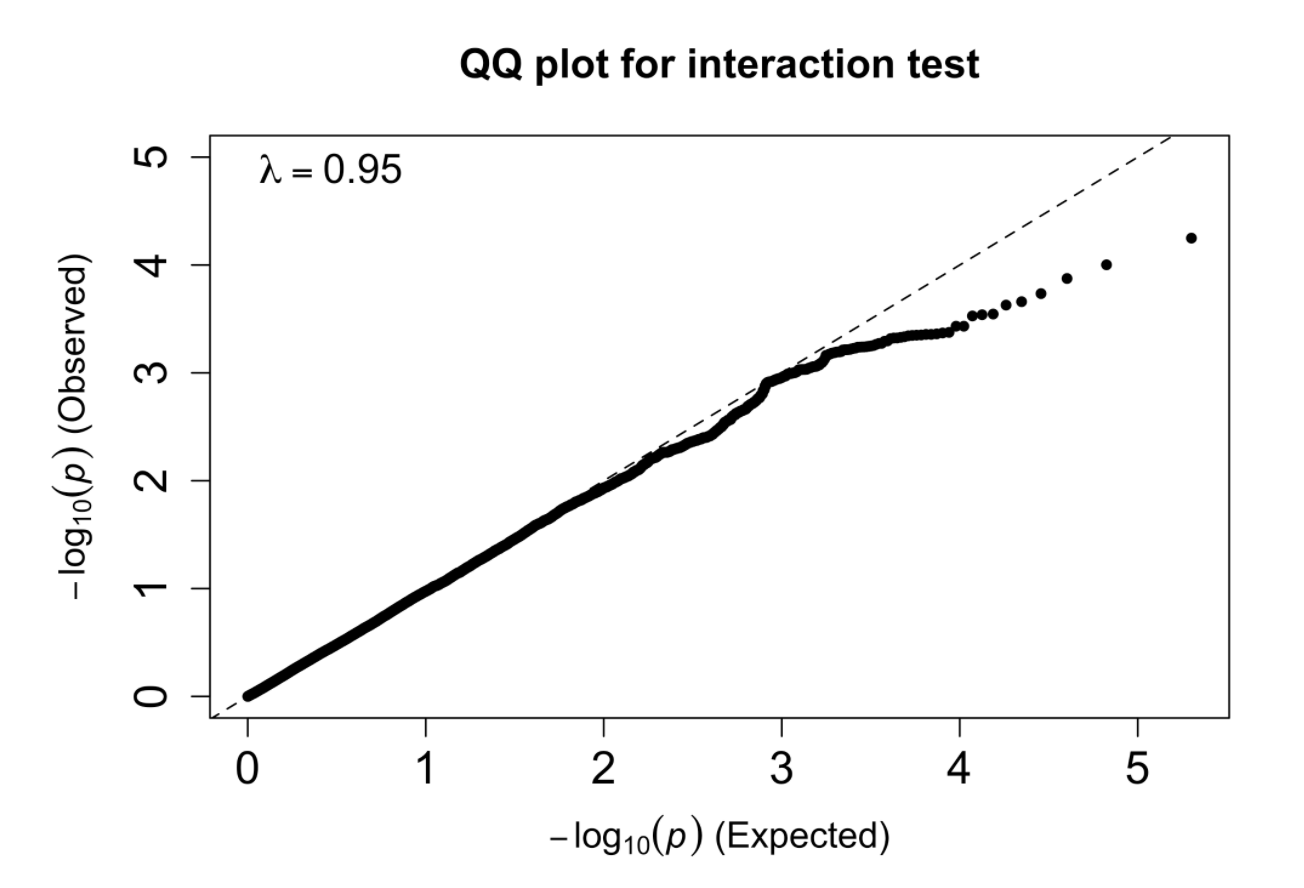 QQ plot for interaction test
λ = 0.95
5
4
3
2
1
0
−log10(p) (Observed)
0 1 2 3 4 5
−log10(p) (Expected)